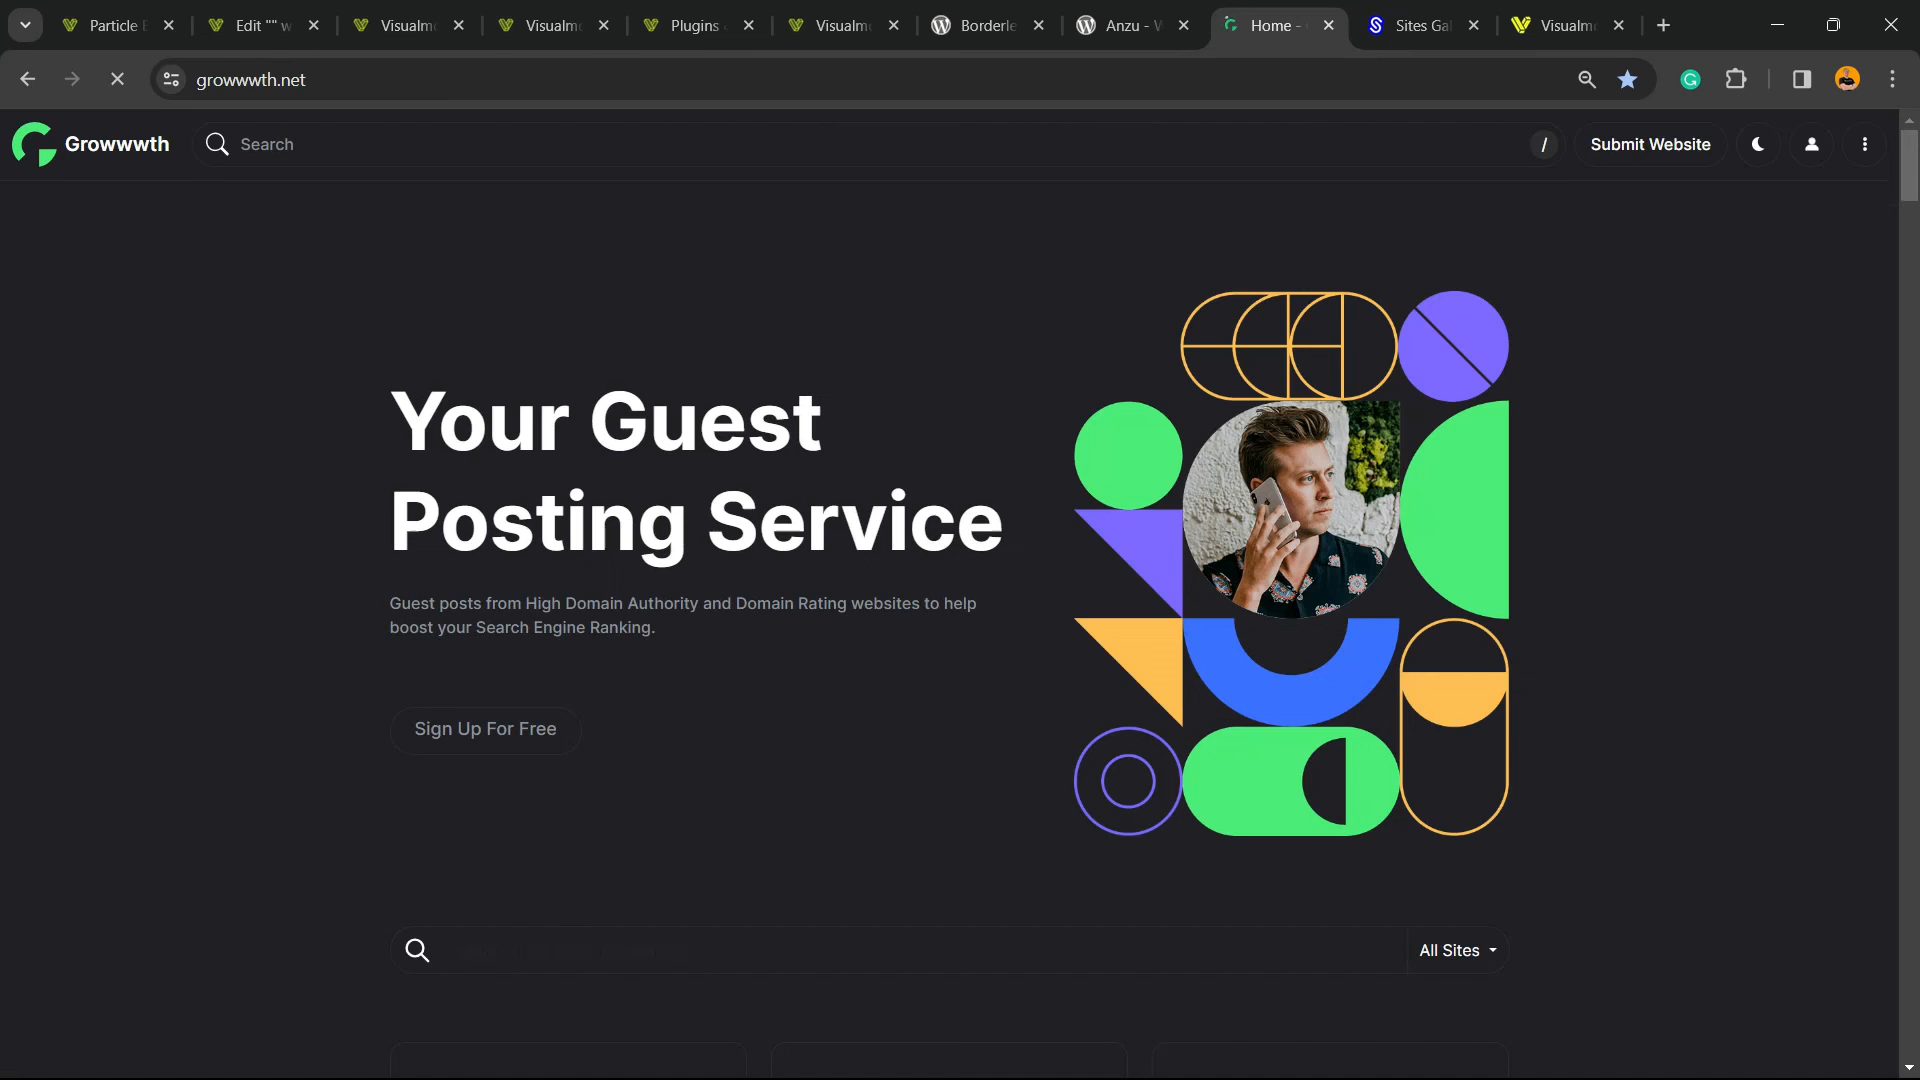 Particle E
Edit "" w
Visualm
Visualm
Plugins
Visualm
Borderle
Anzu - W
Home -
Sites Gal
Visualm
growwwth.net
Growwwth
Search
/
Submit Website
Your Guest
Posting Service
Guest posts from High Domain Authority and Domain Rating websites to help
boost your Search Engine Ranking.
Sign Up For Free
All Sites